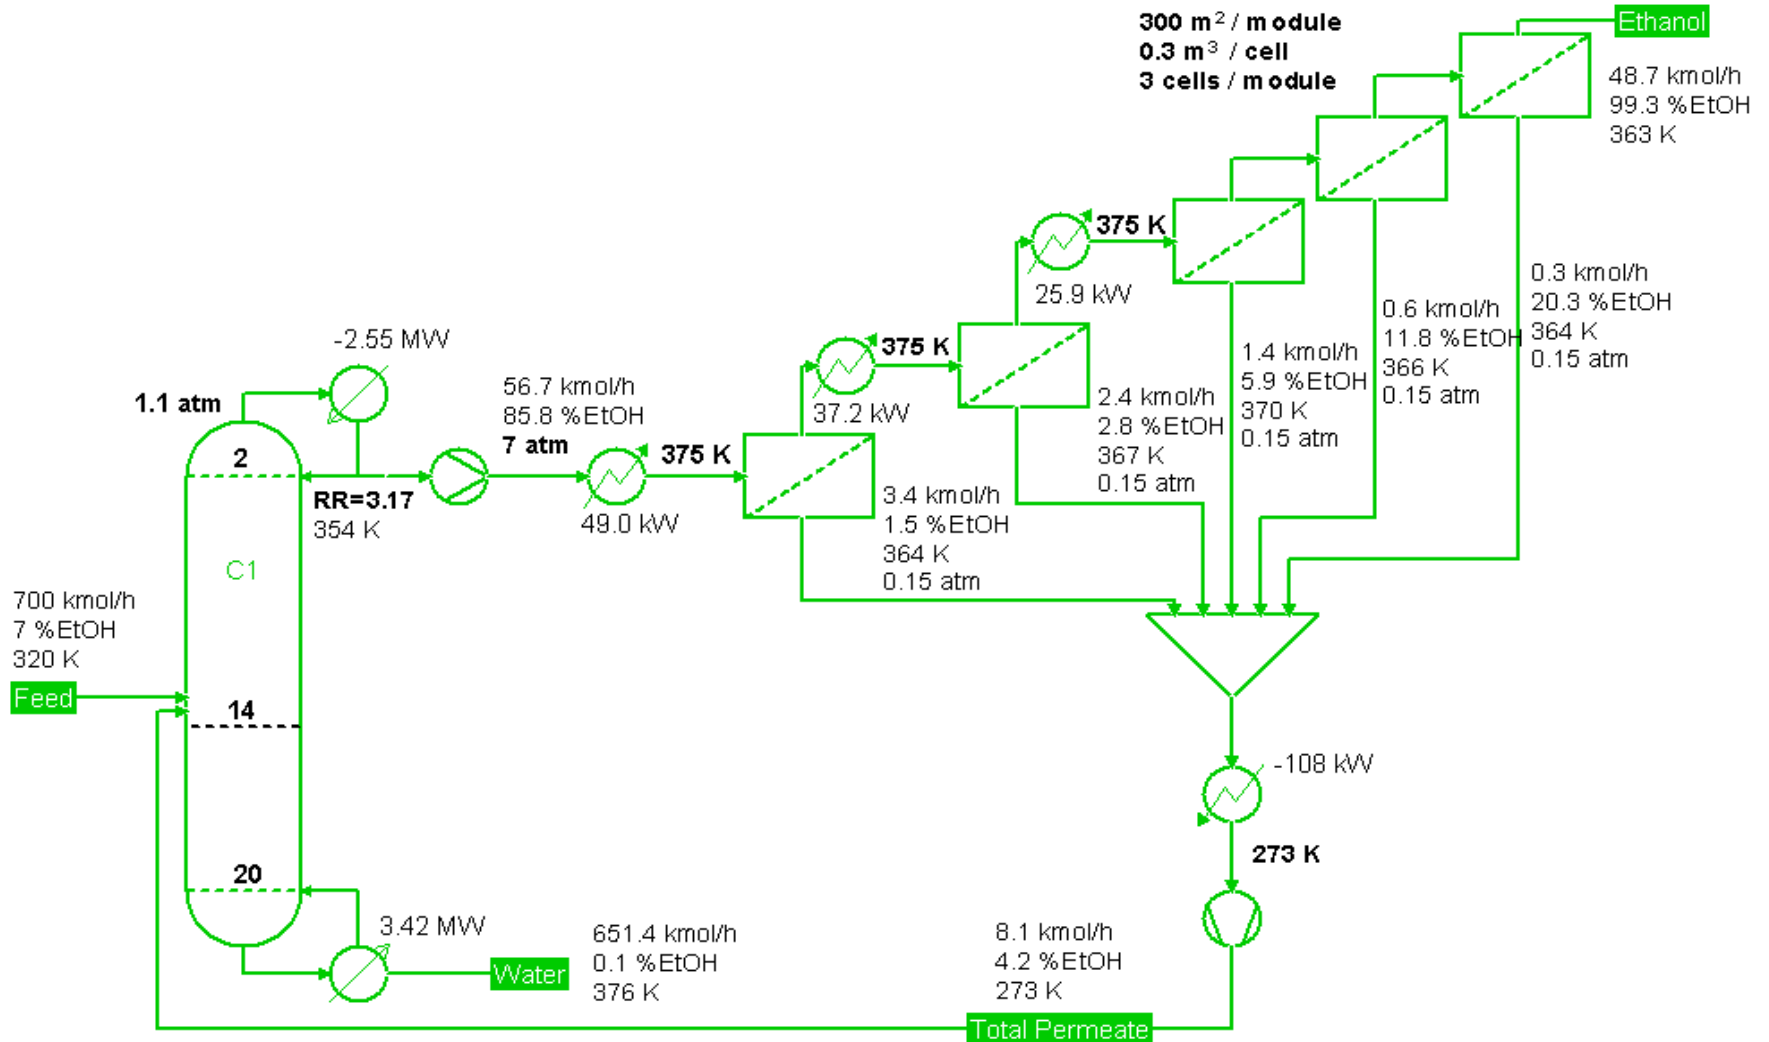 300 m² / module
0.3 m³ / cell
3 cells / module
Ethanol
48.7 kmol/h
99.3 %EtOH
363 K
375 K
25.9 kW
0.3 kmol/h
20.3 %EtOH
364 K
0.15 atm
0.6 kmol/h
11.8 %EtOH
366 K
0.15 atm
1.4 kmol/h
5.9 %EtOH
370 K
0.15 atm
-2.55 MW
1.1 atm
375 K
37.2 kW
2.4 kmol/h
2.8 %EtOH
367 K
0.15 atm
56.7 kmol/h
85.8 %EtOH
7 atm
375 K
49.0 kW
3.4 kmol/h
1.5 %EtOH
364 K
0.15 atm
2
RR=3.17
354 K
C1
700 kmol/h
7 %EtOH
320 K
Feed
14
20
3.42 MW
Water
651.4 kmol/h
0.1 %EtOH
376 K
-108 kW
273 K
8.1 kmol/h
4.2 %EtOH
273 K
Total Permeate